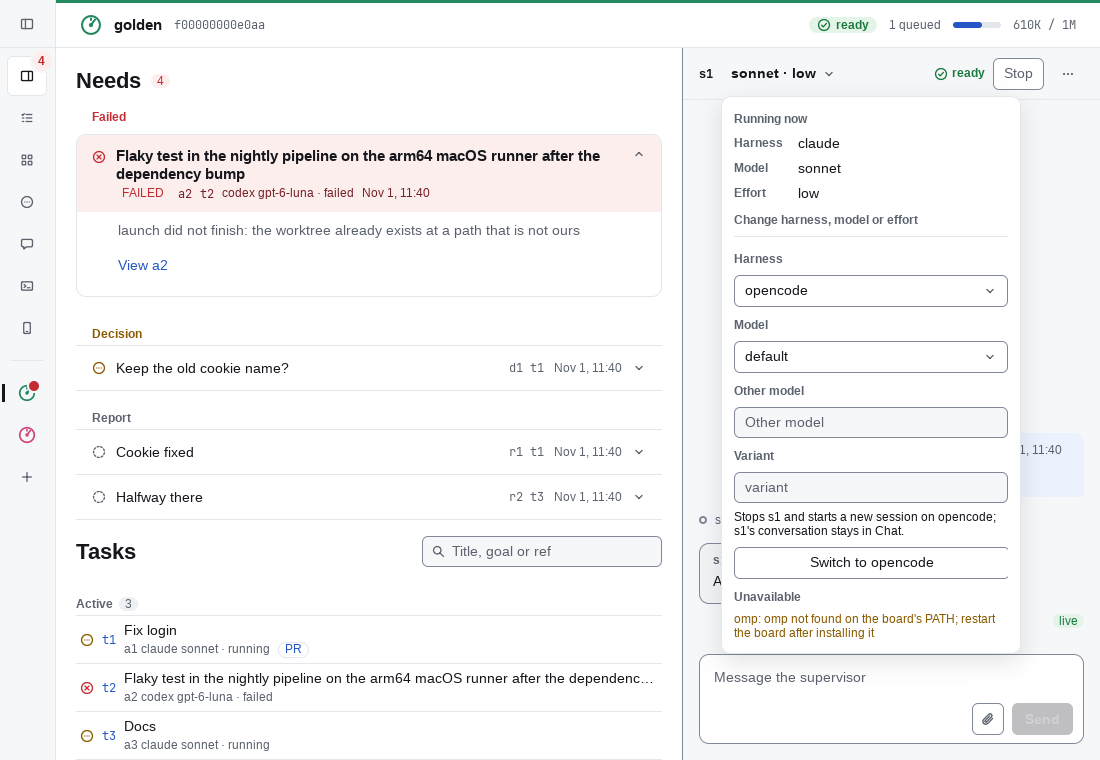 golden f00000000e0aa
ready 1 queued 610K / 1M
4
Needs 4
Failed
Flaky test in the nightly pipeline on the arm64 macOS runner after the
dependency bump
FAILED a2 t2 codex gpt-6-luna · failed Nov 1, 11:40
launch did not finish: the worktree already exists at a path that is not ours
View a2
Decision
Keep the old cookie name? d1 t1 Nov 1, 11:40
Report
Cookie fixed r1 t1 Nov 1, 11:40
Halfway there r2 t3 Nov 1, 11:40
Tasks
Title, goal or ref
Active 3
t1 Fix login
a1 claude sonnet · running PR
t2 Flaky test in the nightly pipeline on the arm64 macOS runner after the dependenc…
a2 codex gpt-6-luna · failed
t3 Docs
a3 claude sonnet · running
s1 sonnet · low ready Stop
Running now
Harness claude
Model sonnet
Effort low
Change harness, model or effort
Harness
opencode
Model
default
Other model
Other model
Variant
variant
Stops s1 and starts a new session on opencode;
s1's conversation stays in Chat.
Switch to opencode
Unavailable
omp: omp not found on the board's PATH; restart
the board after installing it
1, 11:40
s
s
A
live
Message the supervisor
Send